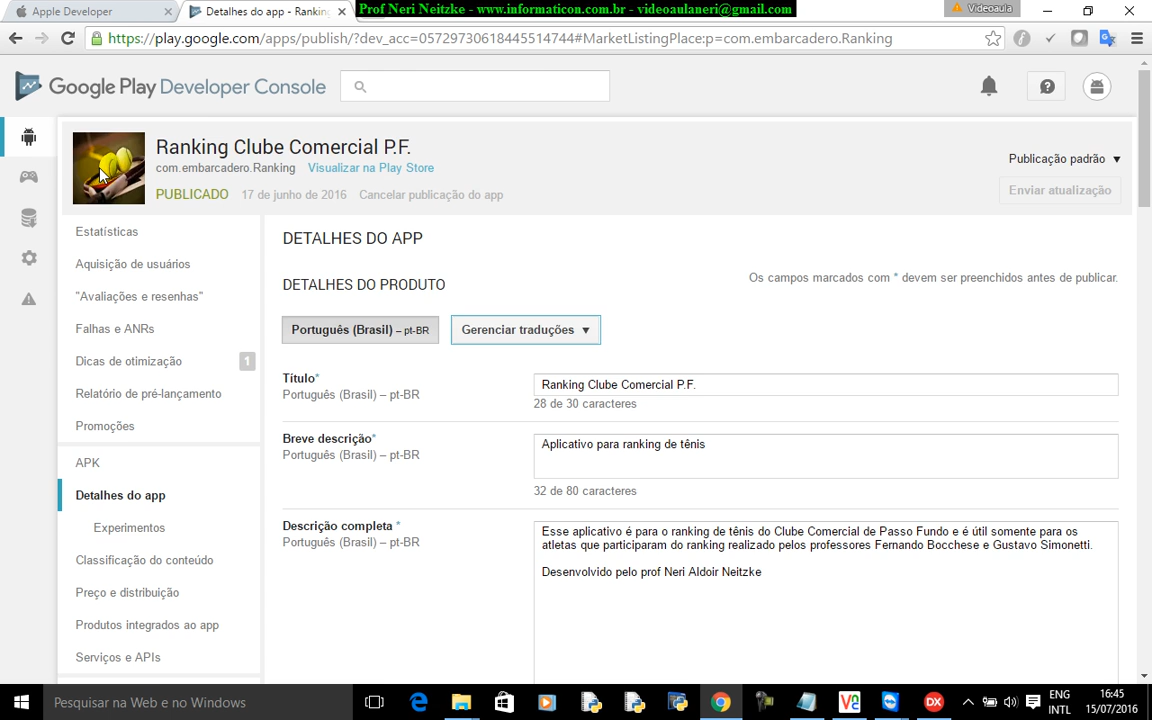 Apple Developer
Detalhes do app - Rankin
Prof Neri Neitzke - www.informaticon.com.br - videoaulaneri@gmail.com
Videoaula
https://play.google.com/apps/publish/?dev_acc=05729730618445514744#MarketListingPlace:p=com.embarcadero.Ranking
Google Play Developer Console
Ranking Clube Comercial P.F.
com.embarcadero.Ranking Visualizar na Play Store
PUBLICADO 17 de junho de 2016 Cancelar publicação do app
Publicação padrão
Enviar atualização
Estatísticas
Aquisição de usuários
"Avaliações e resenhas"
Falhas e ANRs
Dicas de otimização 1
Relatório de pré-lançamento
Promoções
APK
Detalhes do app
Experimentos
Classificação do conteúdo
Preço e distribuição
Produtos integrados ao app
Serviços e APIs
DETALHES DO APP
DETALHES DO PRODUTO
Os campos marcados com * devem ser preenchidos antes de publicar.
Português (Brasil) – pt-BR
Gerenciar traduções
Título*
Português (Brasil) – pt-BR
Ranking Clube Comercial P.F.
28 de 30 caracteres
Breve descrição*
Português (Brasil) – pt-BR
Aplicativo para ranking de tênis
32 de 80 caracteres
Descrição completa *
Português (Brasil) – pt-BR
Esse aplicativo é para o ranking de tênis do Clube Comercial de Passo Fundo e é útil somente para os
atletas que participaram do ranking realizado pelos professores Fernando Bocchese e Gustavo Simonetti.
Desenvolvido pelo prof Neri Aldoir Neitzke
Pesquisar na Web e no Windows
DX
ENG
INTL
16:45
15/07/2016